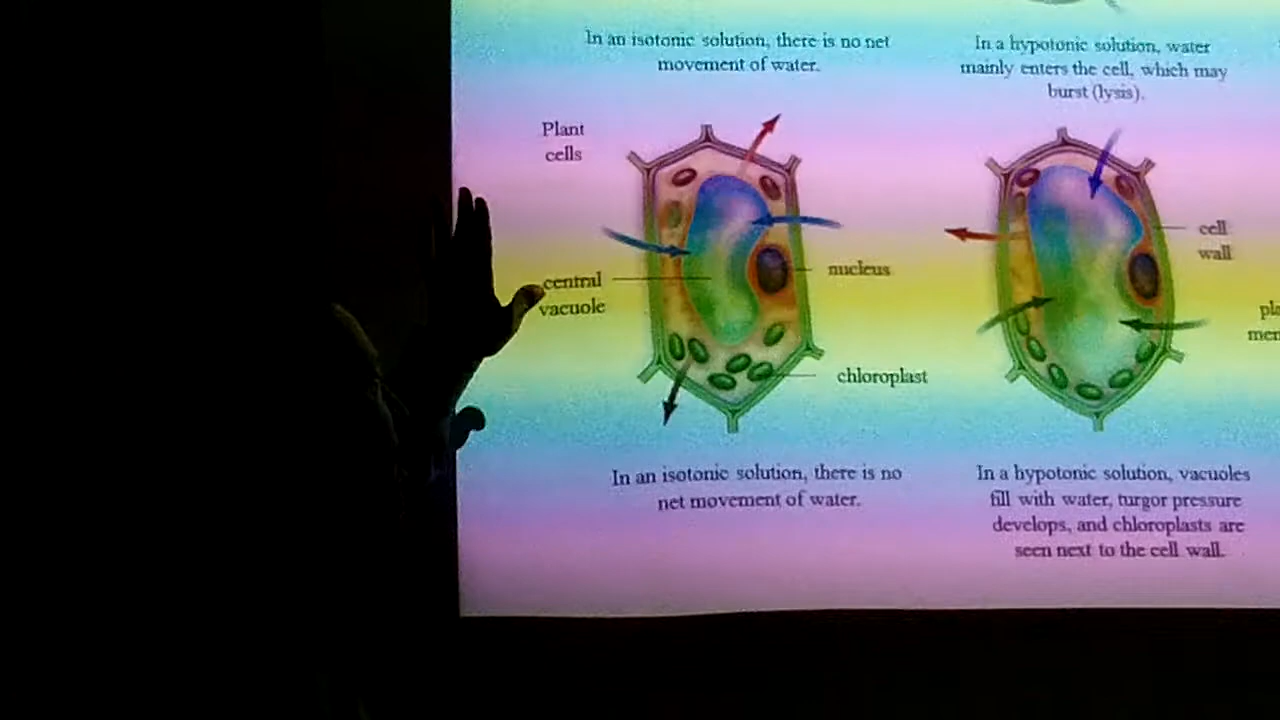 In an isotonic solution, there is no net
movement of water.
In a hypotonic solution, water
mainly enters the cell, which may
burst (lysis).
Plant
cells
central
vacuole
nucleus
chloroplast
cell
wall
In an isotonic solution, there is no
net movement of water.
In a hypotonic solution, vacuoles
fill with water, turgor pressure
develops, and chloroplasts are
seen next to the cell wall.